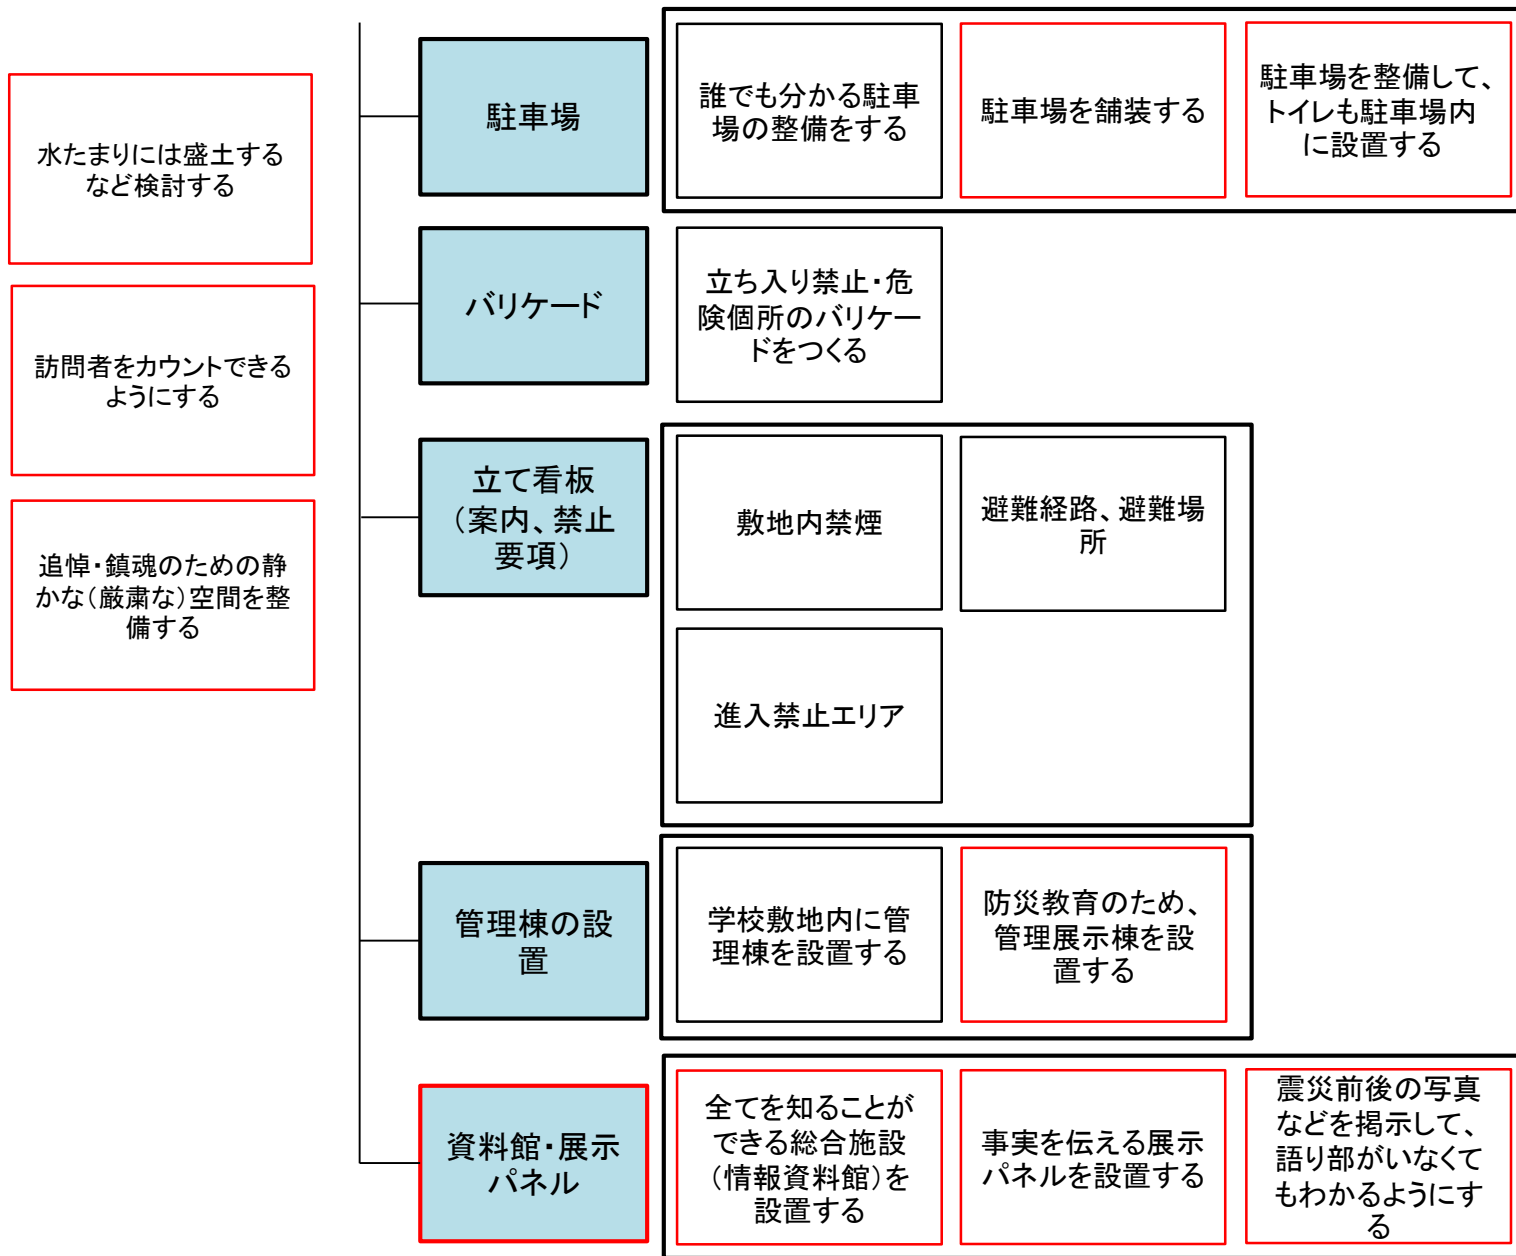 水たまりには盛土する
など検討する
訪問者をカウントできる
ようにする
追悼・鎮魂のための静
かな（厳粛な）空間を整
備する
駐車場
誰でも分かる駐車
場の整備をする
駐車場を舗装する
駐車場を整備して、
トイレも駐車場内
に設置する
バリケード
立ち入り禁止・危
険個所のバリケー
ドをつくる
立て看板
（案内、禁止
要項）
敷地内禁煙
避難経路、避難場
所
進入禁止エリア
管理棟の設
置
学校敷地内に管
理棟を設置する
防災教育のため、
管理展示棟を設
置する
資料館・展示
パネル
全てを知ることが
できる総合施設
（情報資料館）を
設置する
事実を伝える展示
パネルを設置する
震災前後の写真
などを掲示して、
語り部がいなくて
もわかるようにす
る